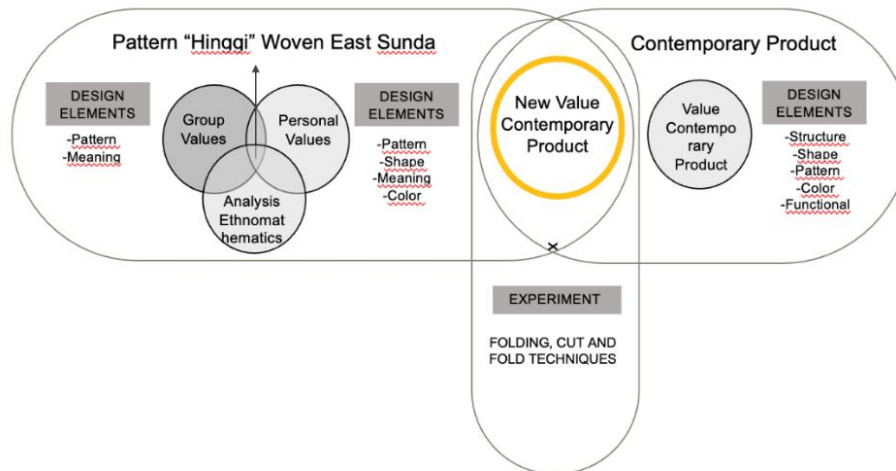 Pattern “Hingqi” Woven East Sunda
DESIGN
ELEMENTS
-Pattern
-Meaning
Group
Values
Personal
Values
Analysis
Ethnomat
hematics
DESIGN
ELEMENTS
-Pattern
-Shape
-Meaning
-Color
New Value
Contemporary
Product
Contemporary Product
Value
Contempo
rary
Product
DESIGN
ELEMENTS
-Structure
-Shape
-Pattern
-Color
-Functional
x
EXPERIMENT
FOLDING, CUT AND
FOLD TECHNIQUES